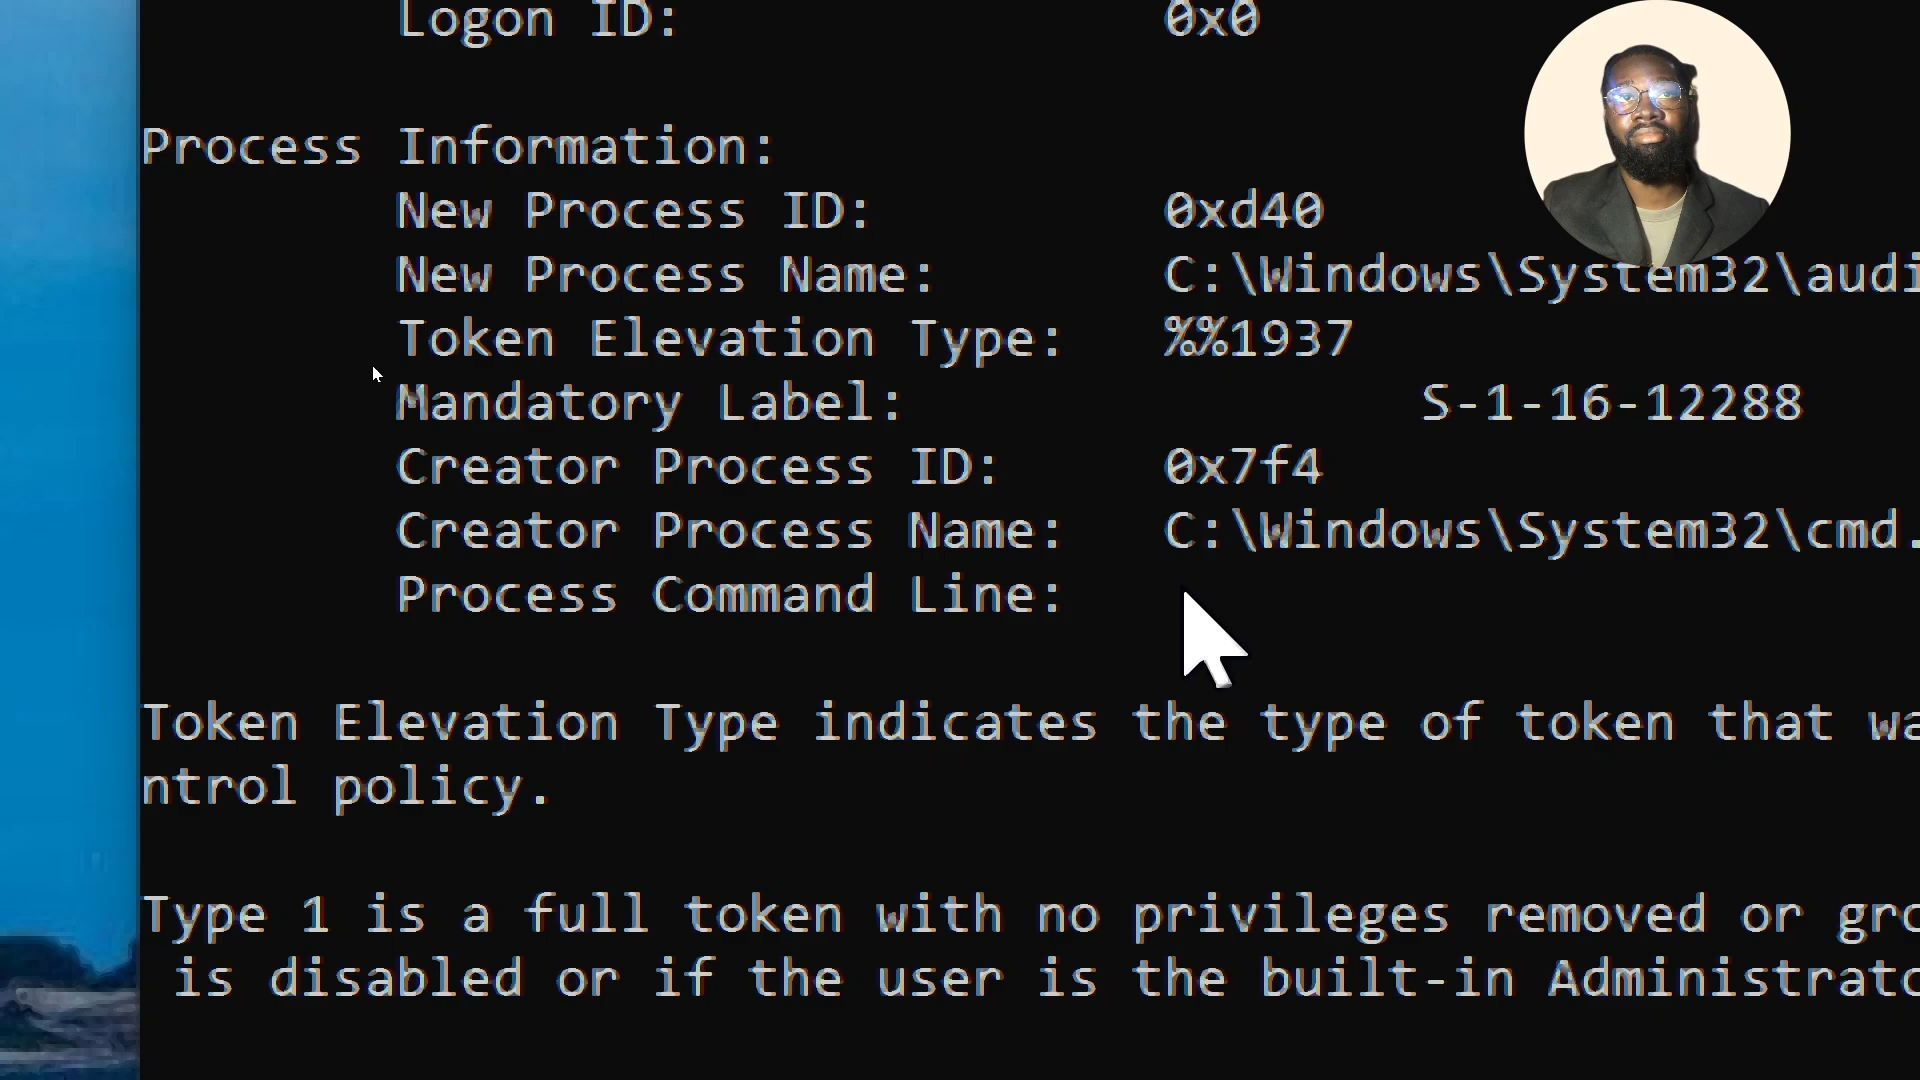 Logon ID: 0x0
Process Information:
New Process ID: 0xd40
New Process Name: C:\Windows\System32\audi
Token Elevation Type: %%1937
Mandatory Label: S-1-16-12288
Creator Process ID: 0x7f4
Creator Process Name: C:\Windows\System32\cmd.
Process Command Line:
Token Elevation Type indicates the type of token that wa
ntrol policy.
Type 1 is a full token with no privileges removed or gro
is disabled or if the user is the built-in Administrato